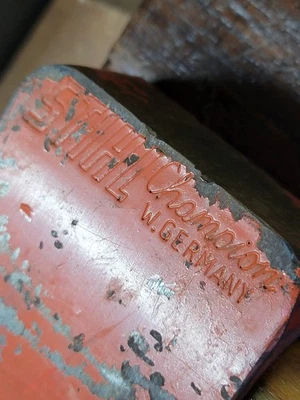 STIHL Champion
W. GERMANY